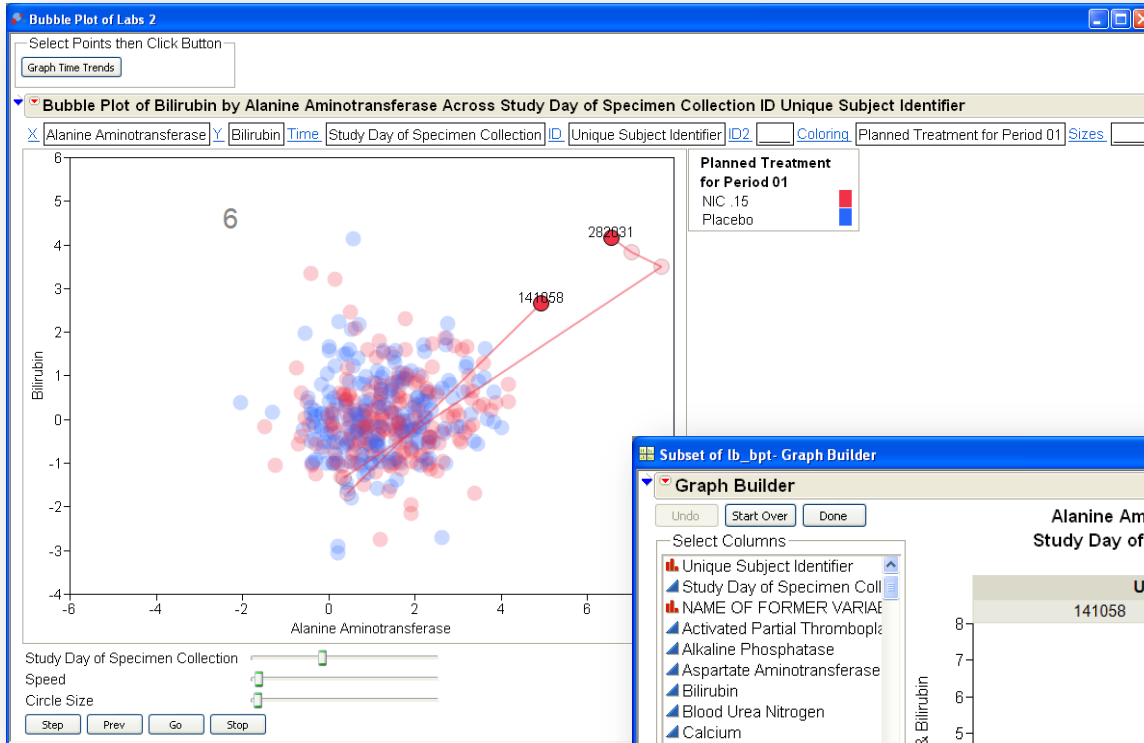 Bubble Plot of Labs 2
Select Points then Click Button
Graph Time Trends
Bubble Plot of Bilirubin by Alanine Aminotransferase Across Study Day of Specimen Collection ID Unique Subject Identifier
X Alanine Aminotransferase Y Bilirubin Time Study Day of Specimen Collection ID Unique Subject Identifier ID2 Coloring Planned Treatment for Period 01 Sizes
Planned Treatment
for Period 01
NIC .15
Placebo
6
5
4
3
2
1
0
-1
-2
-3
-4
Bilirubin
6
282031
141058
-6
-4
-2
0
2
4
6
Alanine Aminotransferase
Study Day of Specimen Collection
Speed
Circle Size
Step Prev Go Stop
Subset of lb_bpt- Graph Builder
Graph Builder
Undo Start Over Done
Select Columns
Unique Subject Identifier
Study Day of Specimen Coll
NAME OF FORMER VARIAE
Activated Partial Thrombopla
Alkaline Phosphatase
Aspartate Aminotransferase
Bilirubin
Blood Urea Nitrogen
Calcium
Alanine Am
Study Day of
U
141058
8
7
6
5
& Bilirubin